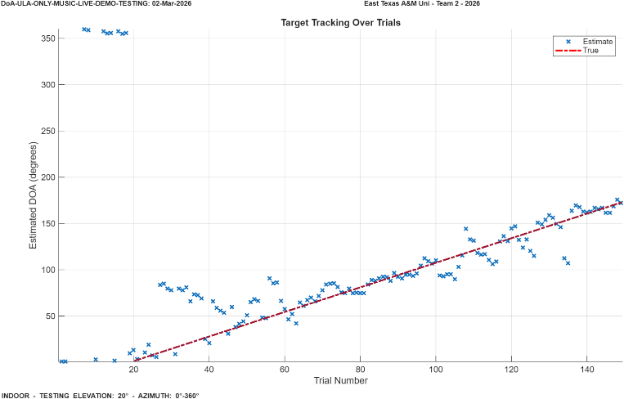 DoA-ULA-ONLY-MUSIC-LIVE-DEMO-TESTING: 02-Mar-2026
East Texas A&M Uni - Team 2 - 2026
Target Tracking Over Trials
Estimate
True
350
300
250
200
150
100
50
Estimated DOA (degrees)
20
40
60
80
100
120
140
Trial Number
INDOOR - TESTING ELEVATION: 20° - AZIMUTH: 0°-360°